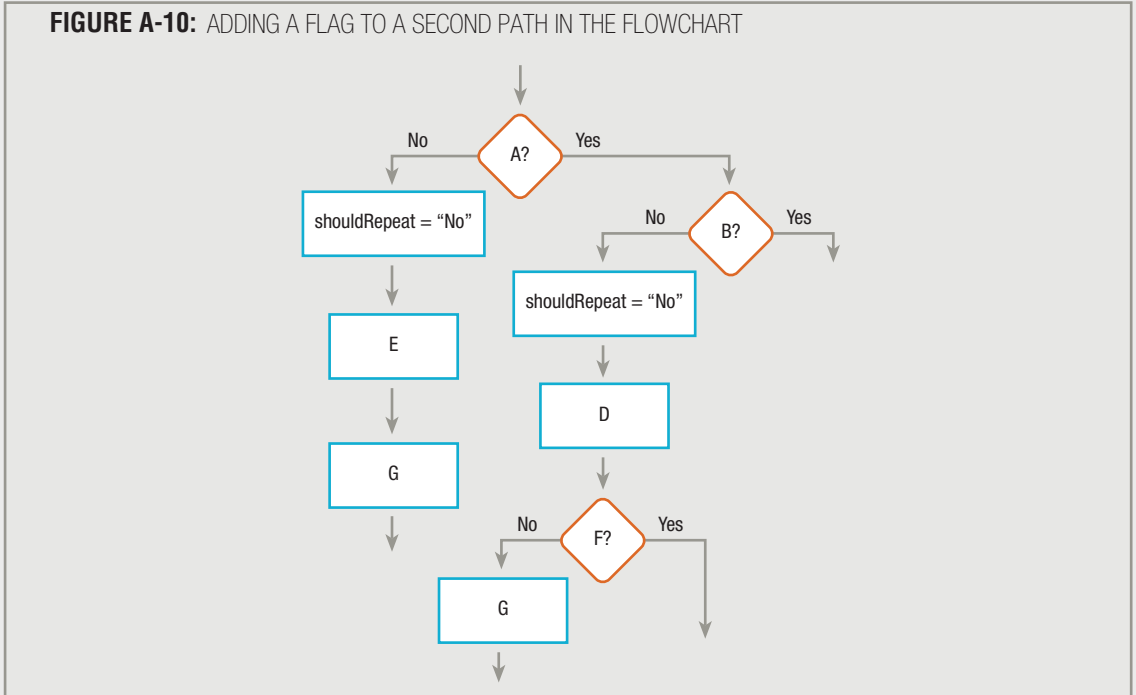 FIGURE A-10: ADDING A FLAG TO A SECOND PATH IN THE FLOWCHART
A?
No
Yes
shouldRepeat = “No”
B?
No
Yes
E
shouldRepeat = “No”
G
D
F?
No
Yes
G